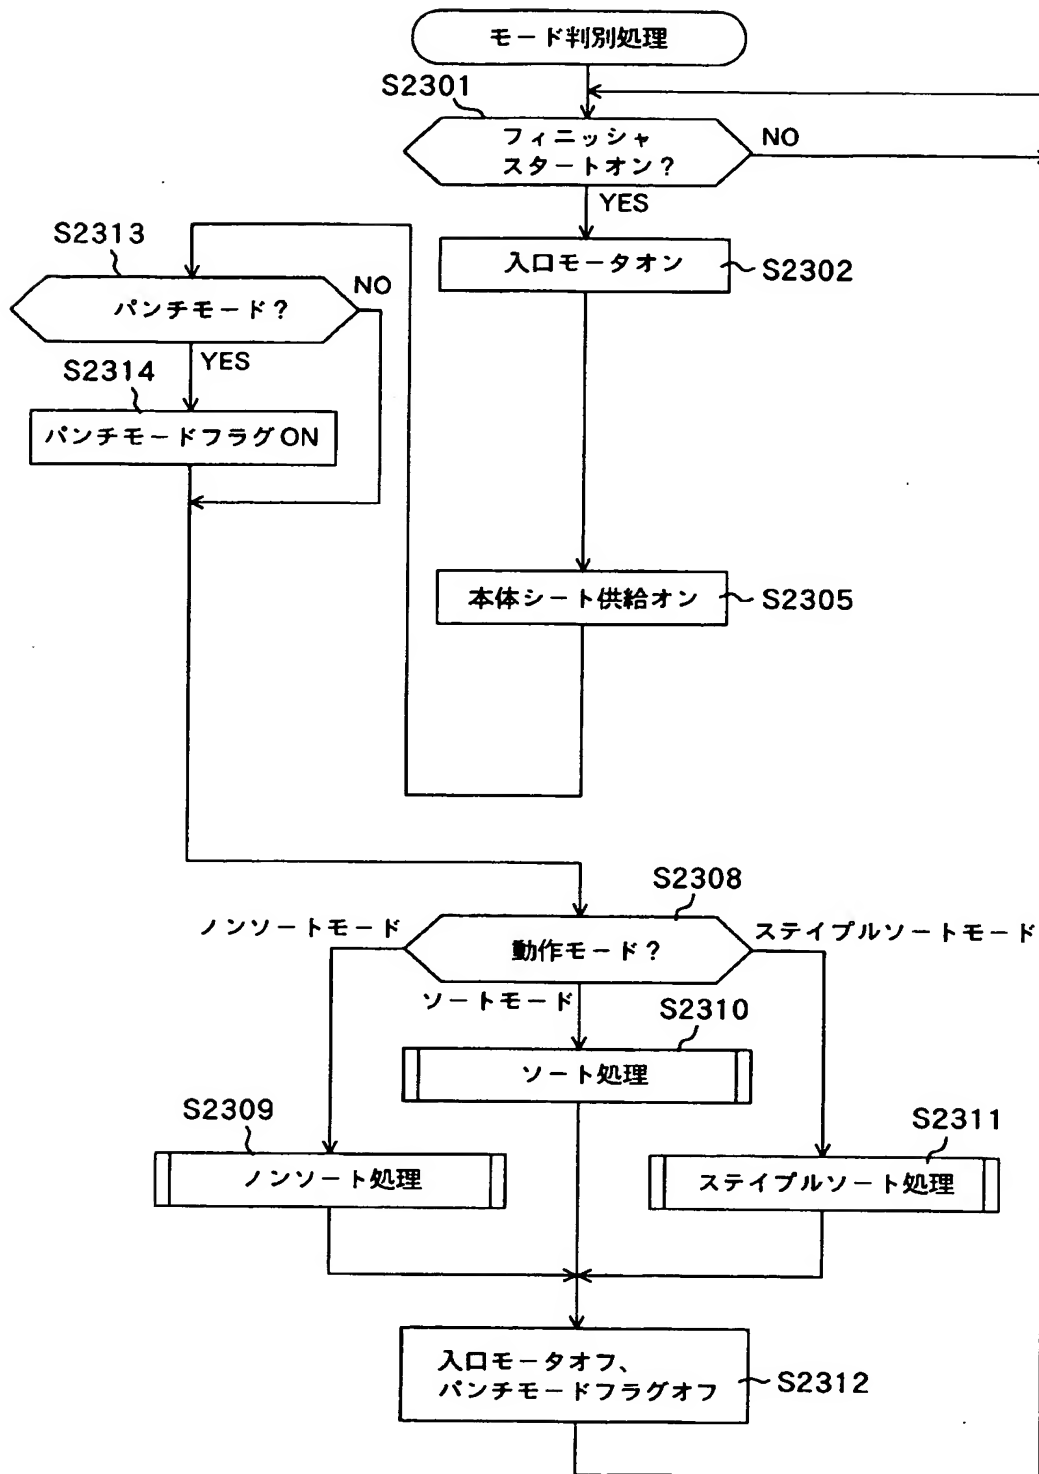 モード判別処理
S2301
フィニッシャ
スタートオン？
NO
YES
入口モータオン
S2302
S2313
パンチモード？
NO
YES
S2314
パンチモードフラグON
本体シート供給オン
S2305
S2308
ノンソートモード
動作モード？
ステイプルソートモード
ソートモード
S2310
ソート処理
S2309
ノンソート処理
S2311
ステイプルソート処理
入口モータオフ、
パンチモードフラグオフ
S2312